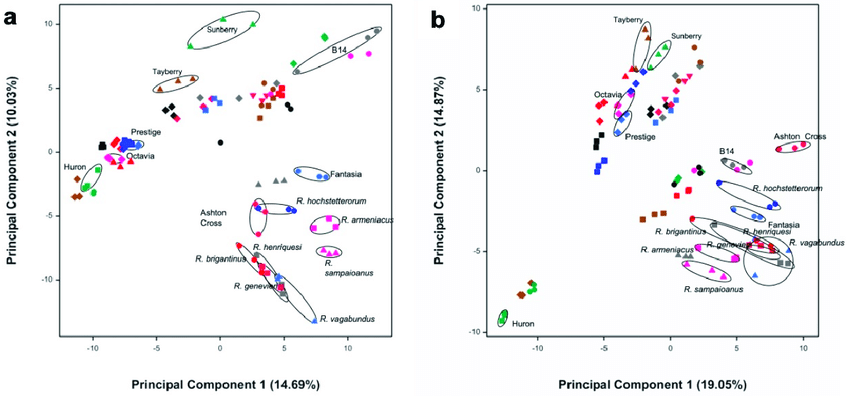 a
Principal Component 2 (10.03%)
10
5
0
-5
-10
Sunberry
B14
Tayberry
Prestige
Octavia
Huron
Fantasia
R. hochstetterorum
Ashton
Cross
R. armeniacus
R. henriquesi
R. brigantinus
R. sampaioanus
R. genevieri
R. vagabundus
-10
-5
0
5
10
Principal Component 1 (14.69%)
b
Principal Component 2 (14.87%)
10
5
0
-5
-10
Tayberry
Sunberry
Octavia
Prestige
Ashton
Cross
B14
R. hochstetterorum
Fantasia
R. brigantinus
R. henriquesi
R. armeniacus
R. genevieri
R. vagabundus
R. sampaioanus
Huron
-10
-5
0
5
10
Principal Component 1 (19.05%)